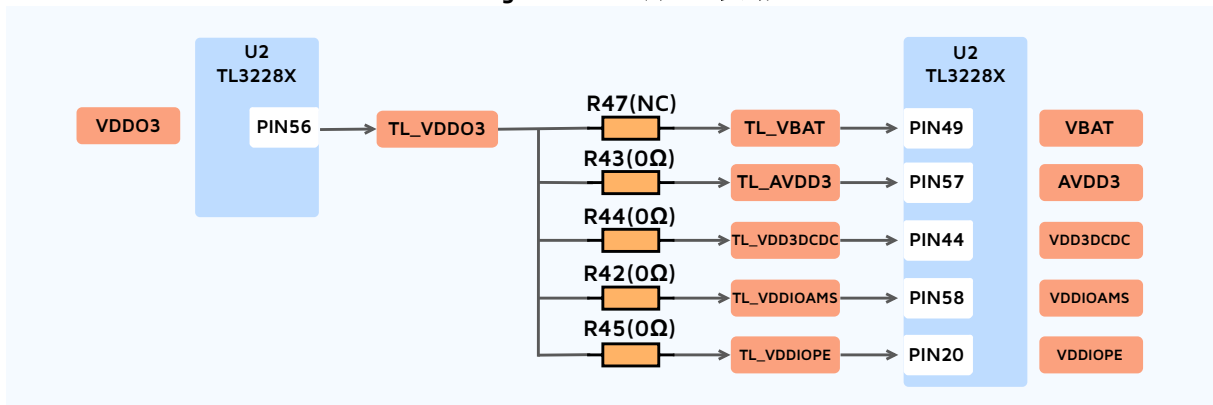 U2
TL3228X
VDDO3
PIN56
TL_VDDO3
R47(NC)
TL_VBAT
R43(0Ω)
TL_AVDD3
R44(0Ω)
TL_VDD3DCDC
R42(0Ω)
TL_VDDIOAMS
R45(0Ω)
TL_VDDIOPE
U2
TL3228X
PIN49
VBAT
PIN57
AVDD3
PIN44
VDD3DCDC
PIN58
VDDIOAMS
PIN20
VDDIOPE